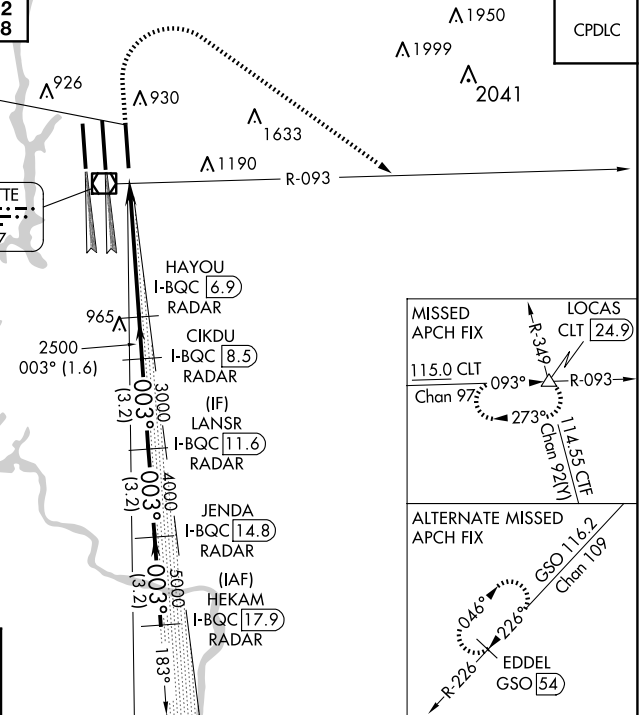 2
8
1950
CPDLC
1999
926
930
2041
1633
1190
R-093
TTE
7
HAYOU
I-BQC 6.9
RADAR
965
CIKDU
I-BQC 8.5
RADAR
2500
003° (1.6)
003°
3000
(3.2)
(IF)
LANSR
I-BQC 11.6
RADAR
003°
4000
(3.2)
JENDA
I-BQC 14.8
RADAR
003°
5000
(3.2)
(IAF)
HEKAM
I-BQC 17.9
RADAR
183°
MISSED
APCH FIX
LOCAS
CLT 24.9
R-349
115.0 CLT
Chan 97
093°
R-093
273°
114.55 CTF
Chan 92(Y)
ALTERNATE MISSED
APCH FIX
GSO 116.2
Chan 109
046°
226°
R-226
EDDEL
GSO 54